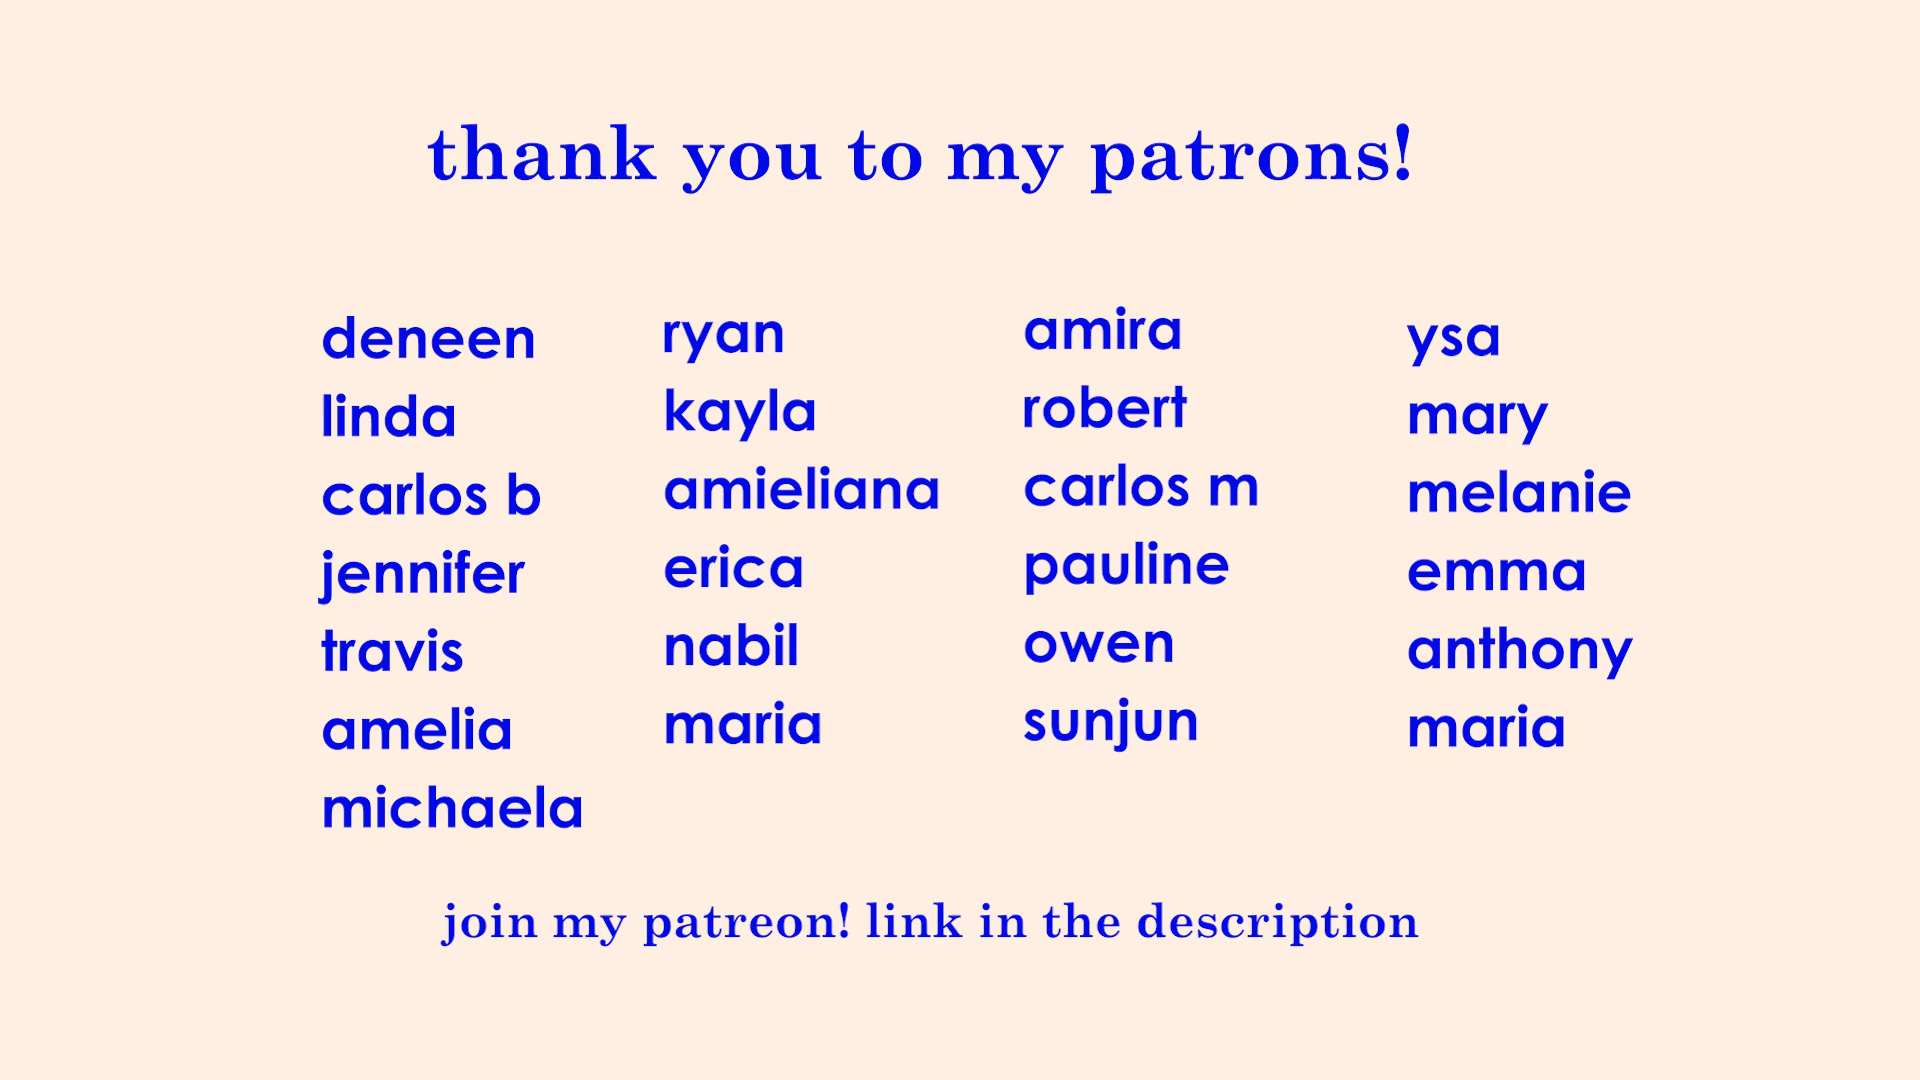 thank you to my patrons!
deneen
linda
carlos b
jennifer
travis
amelia
michaela
ryan
kayla
amieliana
erica
nabil
maria
amira
robert
carlos m
pauline
owen
sunjun
ysa
mary
melanie
emma
anthony
maria
join my patreon! link in the description